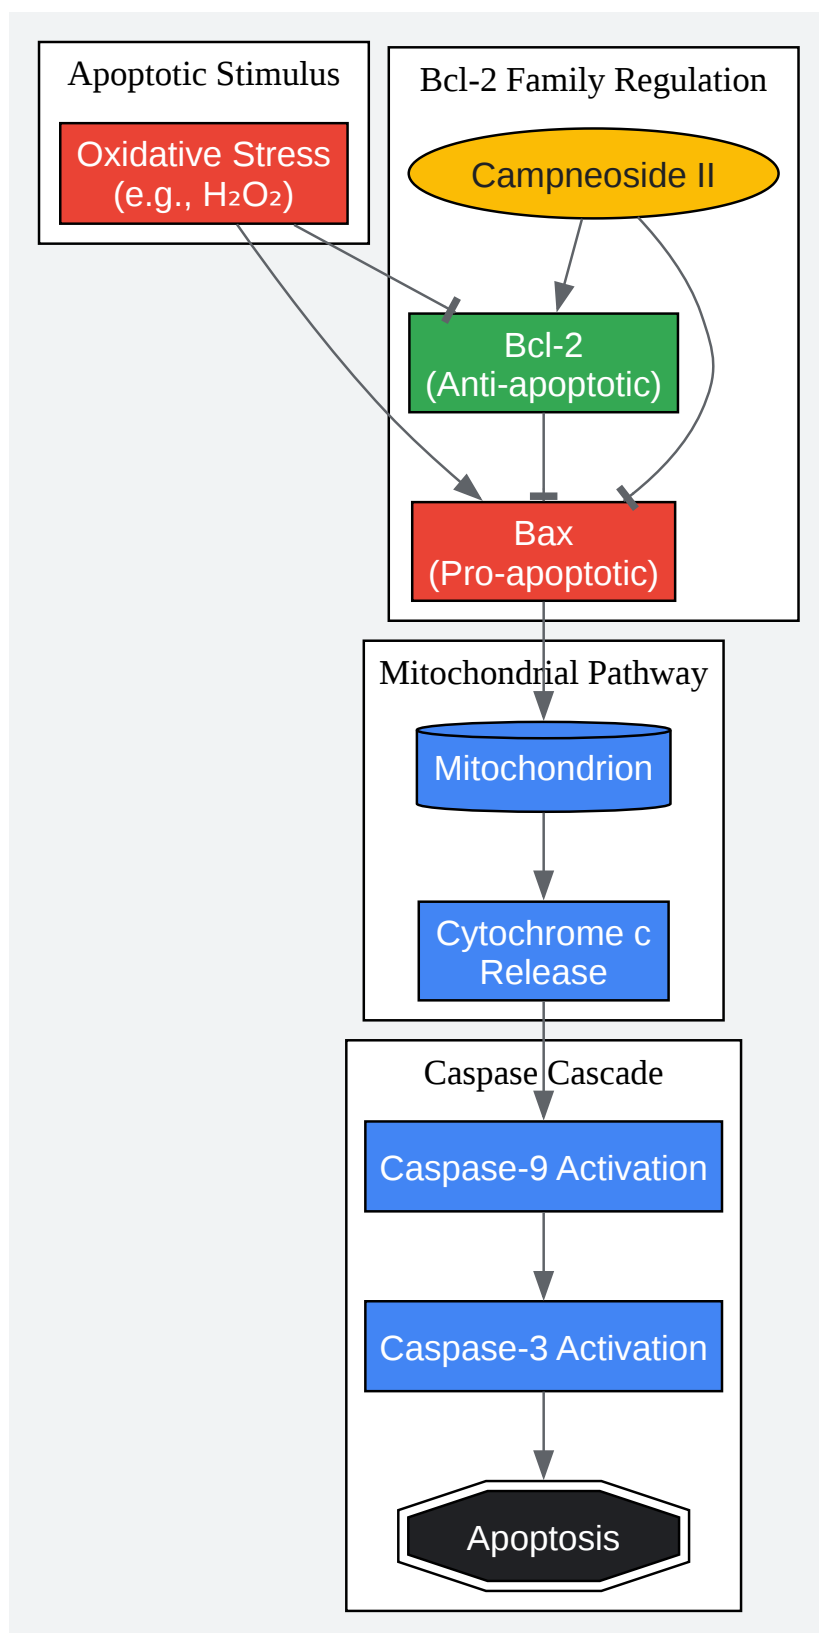 Apoptotic Stimulus
Oxidative Stress
(e.g., H₂O₂)
Bcl-2 Family Regulation
Campneoside II
Bcl-2
(Anti-apoptotic)
Bax
(Pro-apoptotic)
Mitochondrial Pathway
Mitochondrion
Cytochrome c
Release
Caspase Cascade
Caspase-9 Activation
Caspase-3 Activation
Apoptosis